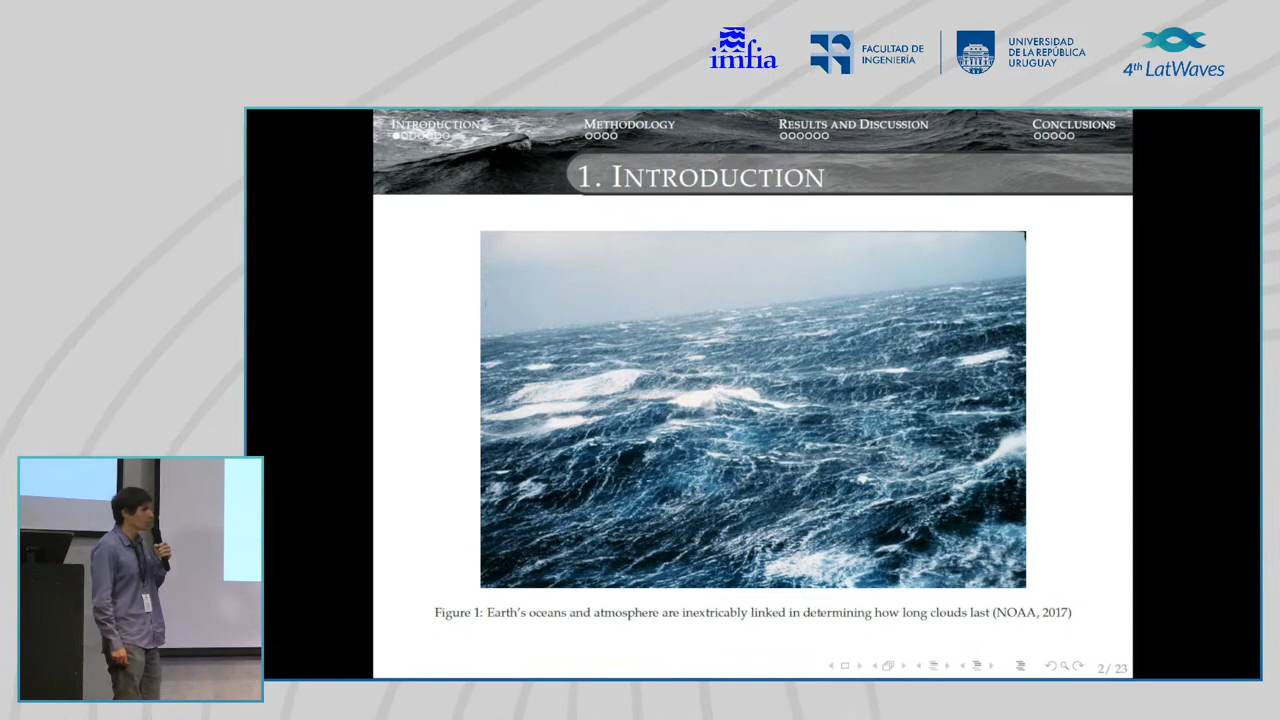 imfia
FACULTAD DE
INGENIERÍA
UNIVERSIDAD
DE LA REPÚBLICA
URUGUAY
4th LatWaves
INTRODUCTION
METHODOLOGY
RESULTS AND DISCUSSION
CONCLUSIONS
1. INTRODUCTION
Figure 1: Earth's oceans and atmosphere are inextricably linked in determining how long clouds last (NOAA, 2017)
2 / 23